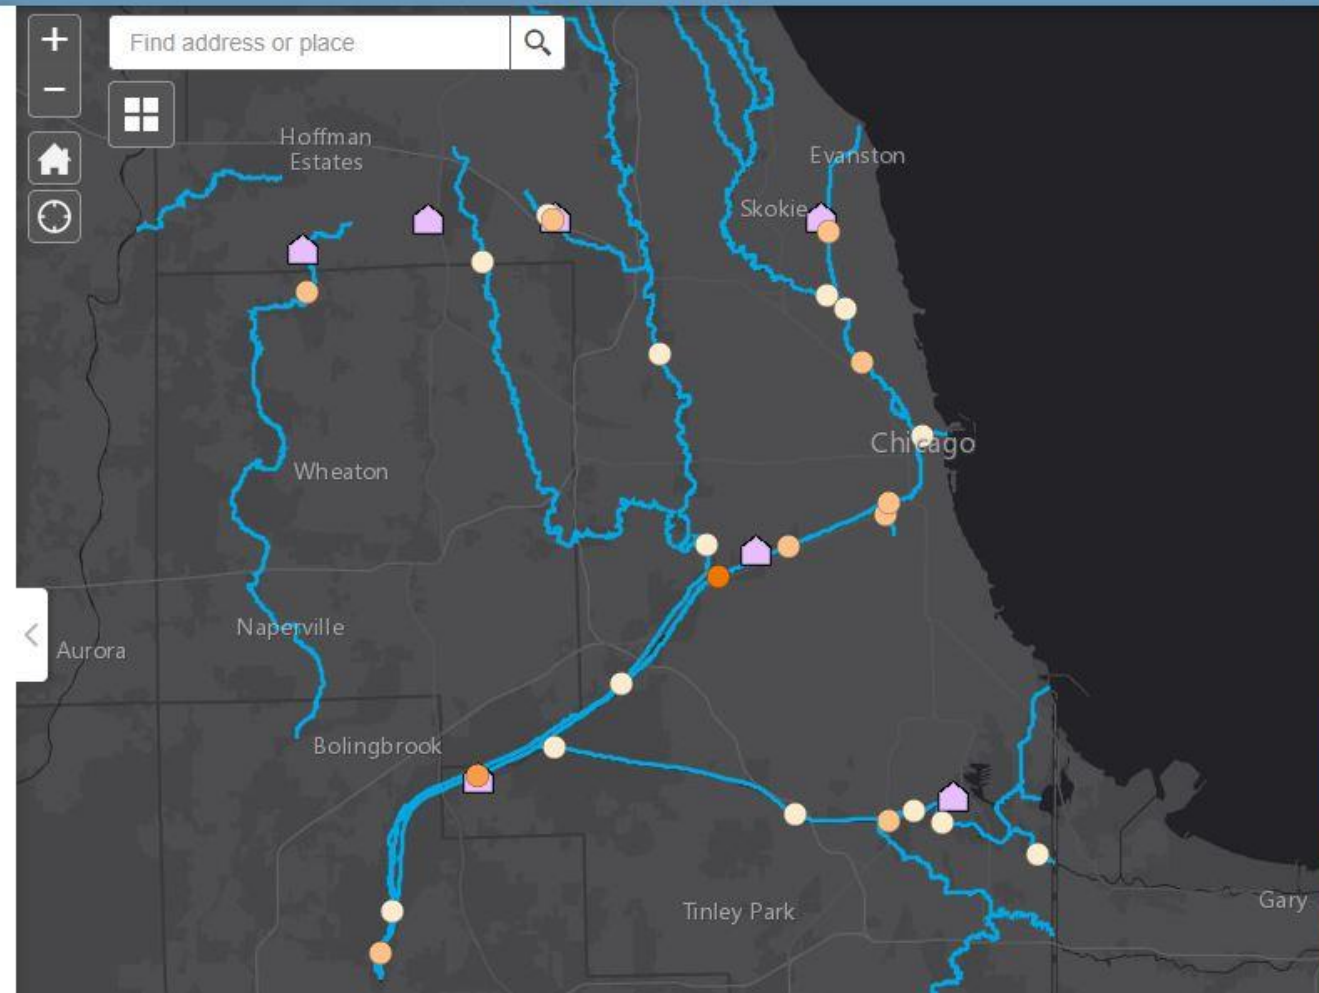 Find address or place
Hoffman
Estates
Evanston
Skokie
Chicago
Wheaton
Naperville
Aurora
Bolingbrook
Tinley Park
Gary